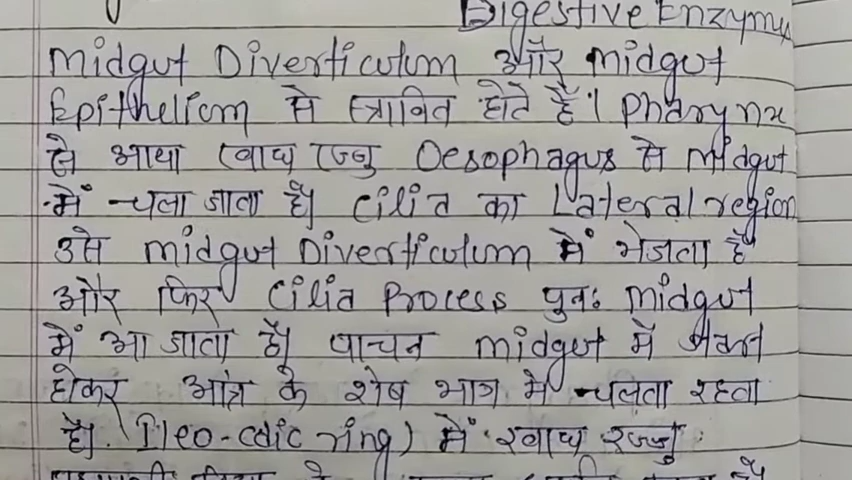 Digestive Enzymes
Midgut Diverticulum और Midgut
Epithelium से स्त्रावित होते है। Pharynx
से आया खाघ रज्जु Oesophagus से Midgut
में चला जाता है। Cilia का Lateral region
उसे midgut Diverticulum में भेजता है
और फिर Cilia Process पुनः midgut
में आ जाता है। पाचन midgut में
होकर आंत्र के शेष भाग में चलता रहता
है। (Ileo-colic ring) में खाघ रज्जु